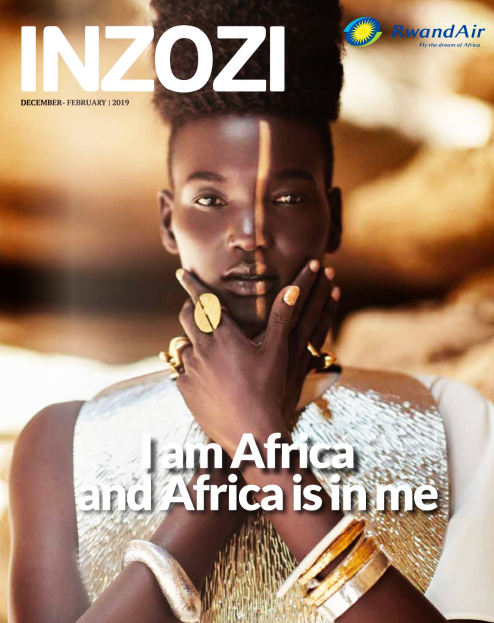 INZOZI
RwandAir
Fly the dream of Africa
DECEMBER- FEBRUARY | 2019
I am Africa
and Africa is in me